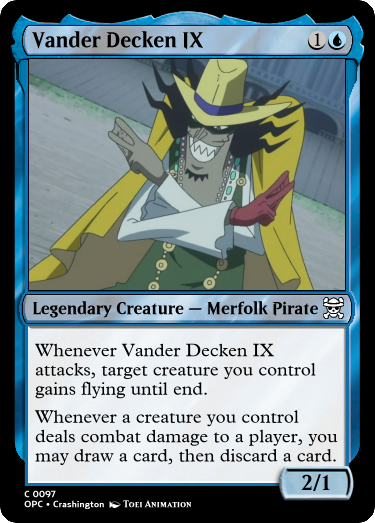 Vander Decken IX 1
Legendary Creature — Merfolk Pirate
Whenever Vander Decken IX
attacks, target creature you control
gains flying until end.
Whenever a creature you control
deals combat damage to a player, you
may draw a card, then discard a card.
2/1
C 0097
OPC • Crashington TOEI ANIMATION